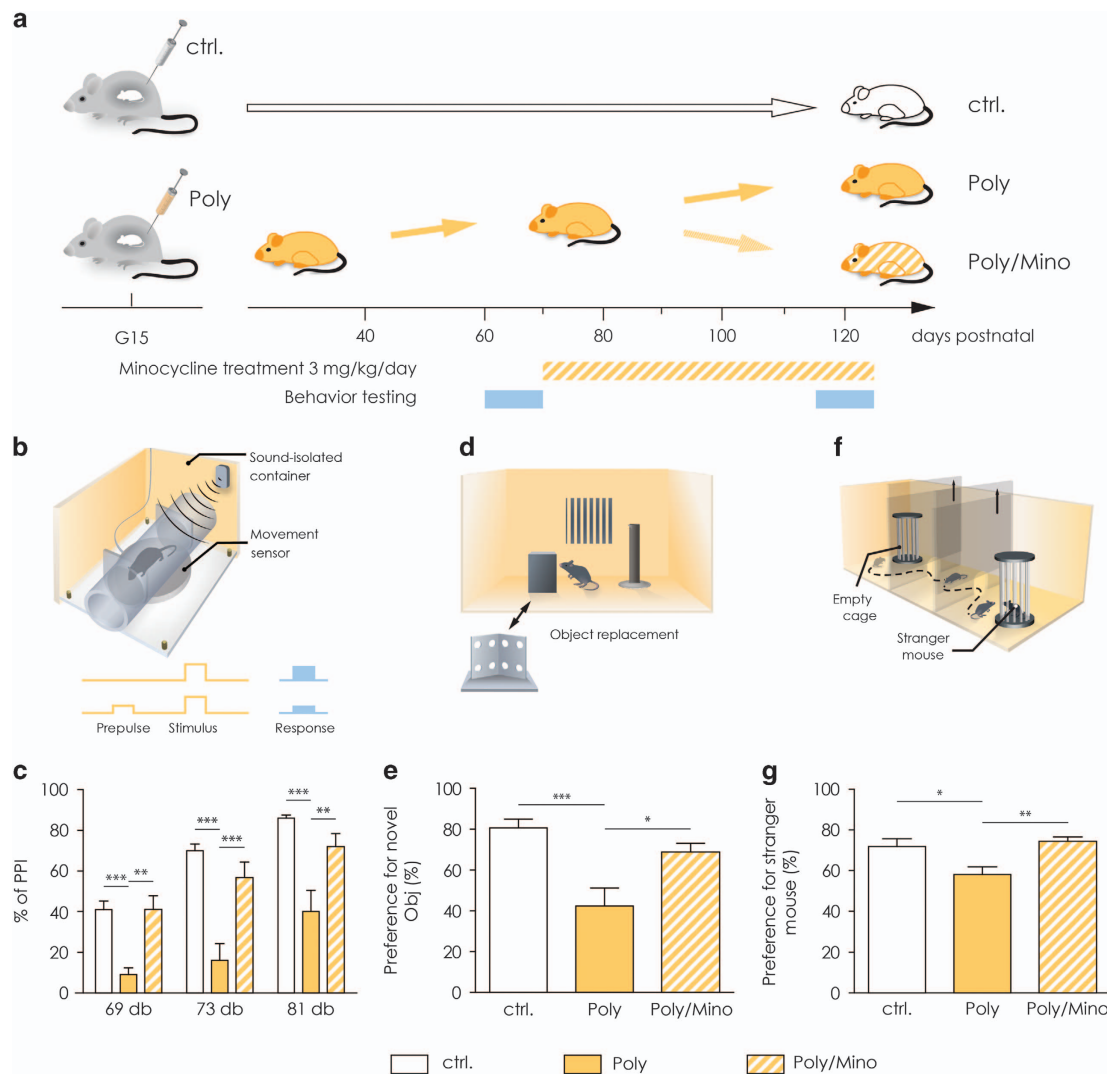 a
ctrl.
ctrl.
Poly
Poly
Poly/Mino
G15
40
60
80
100
120
days postnatal
Minocycline treatment 3 mg/kg/day
Behavior testing
b
Sound-isolated
container
Movement
sensor
Prepulse
Stimulus
Response
d
Object replacement
f
Empty
cage
Stranger
mouse
c
% of PPI
100
80
60
40
20
0
***
**
***
***
***
**
69 db
73 db
81 db
e
Preference for novel
Obj (%)
100
80
60
40
20
0
***
*
ctrl.
Poly
Poly/Mino
g
Preference for stranger
mouse (%)
100
80
60
40
20
0
*
**
ctrl.
Poly
Poly/Mino
ctrl.
Poly
Poly/Mino